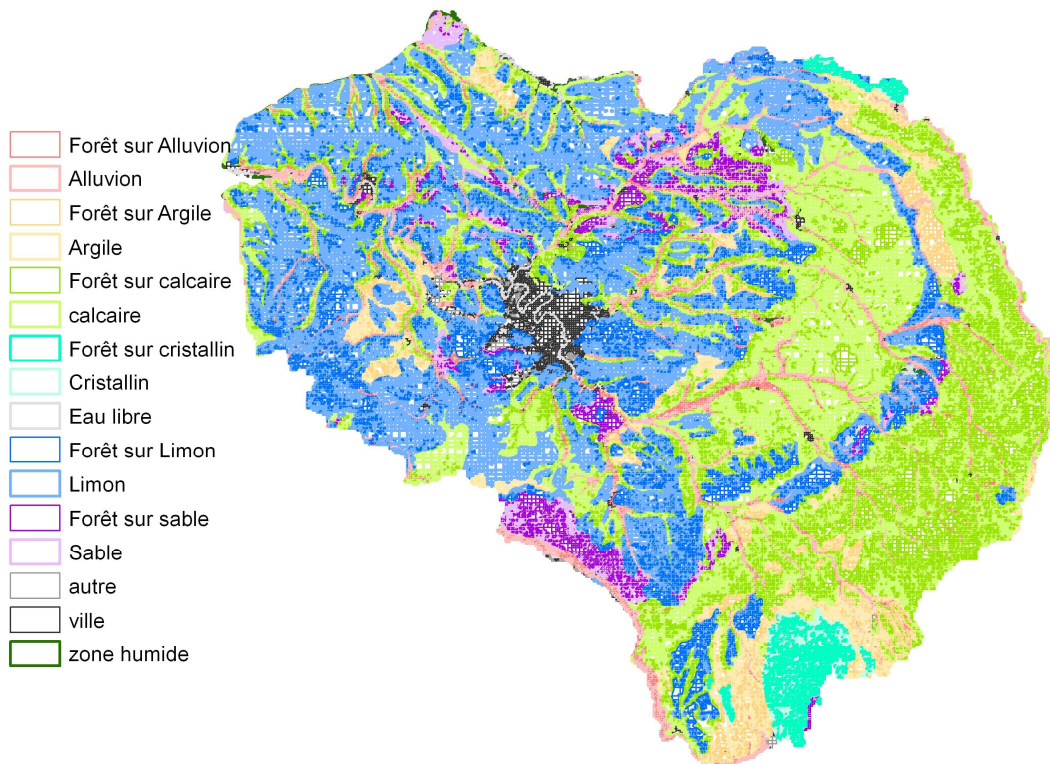 Forêt sur Alluvion
Alluvion
Forêt sur Argile
Argile
Forêt sur calcaire
calcaire
Forêt sur cristallin
Cristallin
Eau libre
Forêt sur Limon
Limon
Forêt sur sable
Sable
autre
ville
zone humide